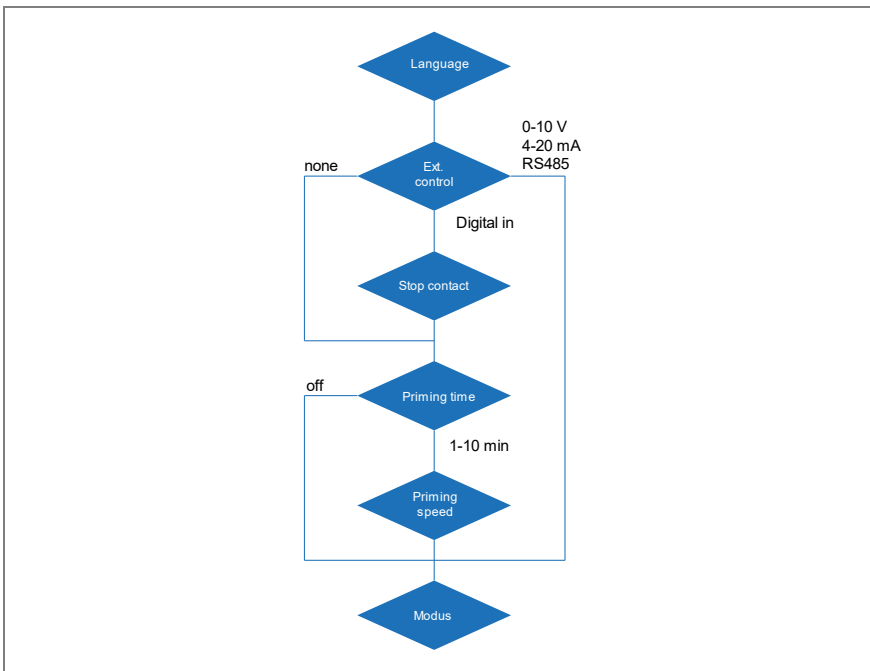 Language
0-10 V
4-20 mA
RS485
none
Ext.
control
Digital in
Stop contact
off
Priming time
1-10 min
Priming
speed
Modus